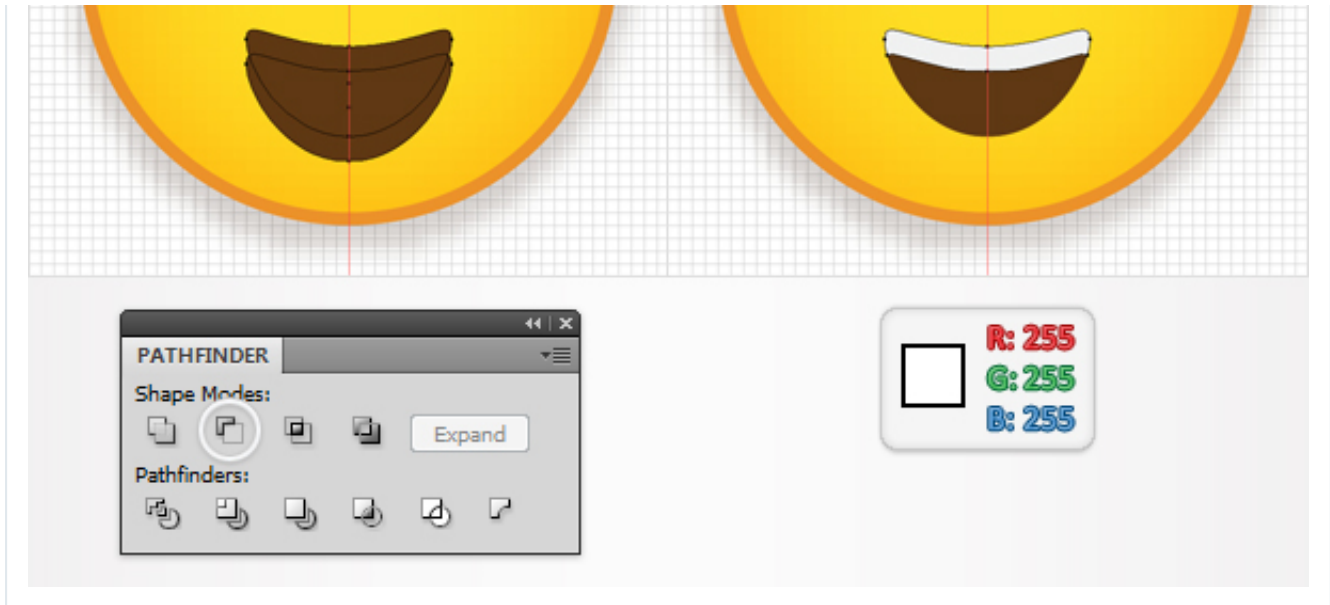 PATHFINDER
Shape Modes:
Expand
Pathfinders:
R: 255
G: 255
B: 255